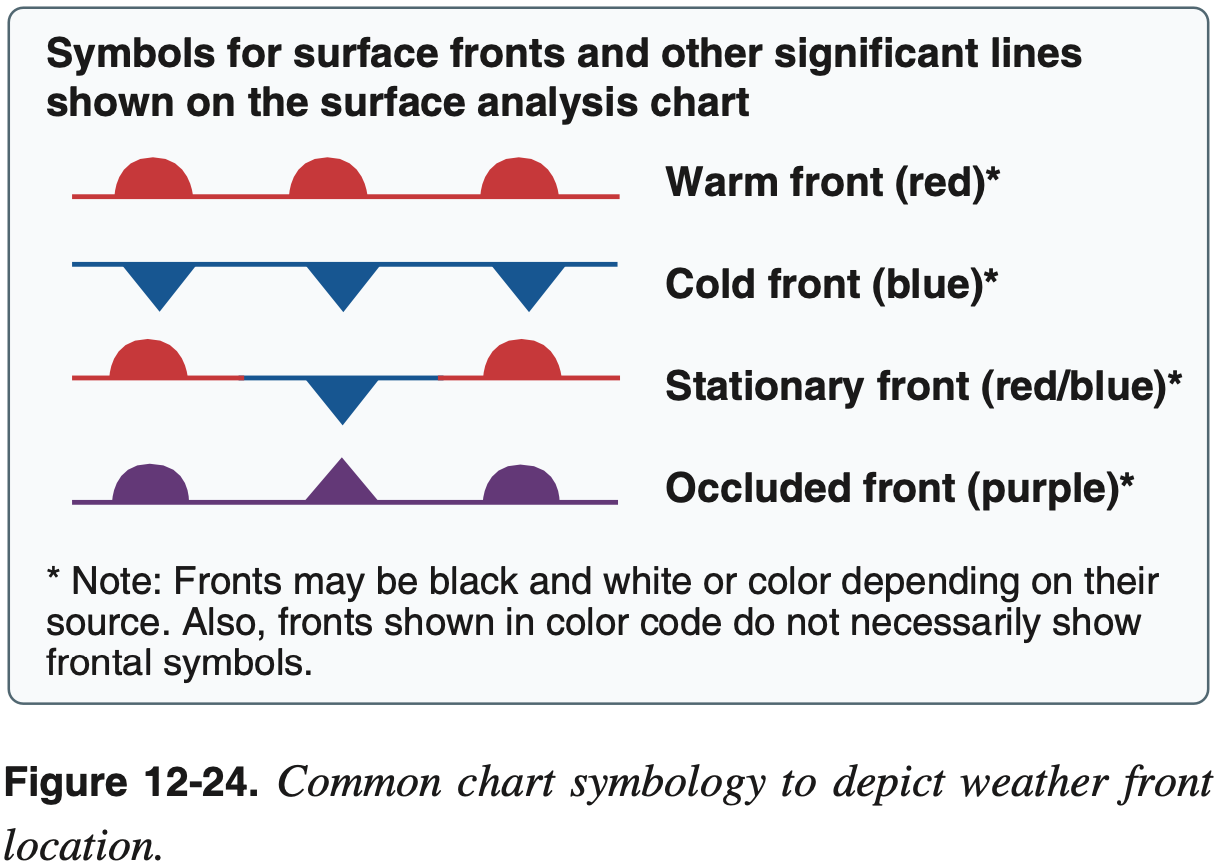 Symbols for surface fronts and other significant lines
shown on the surface analysis chart
Warm front (red)*
Cold front (blue)*
Stationary front (red/blue)*
Occluded front (purple)*
* Note: Fronts may be black and white or color depending on their
source. Also, fronts shown in color code do not necessarily show
frontal symbols.
Figure 12-24. Common chart symbology to depict weather front
location.